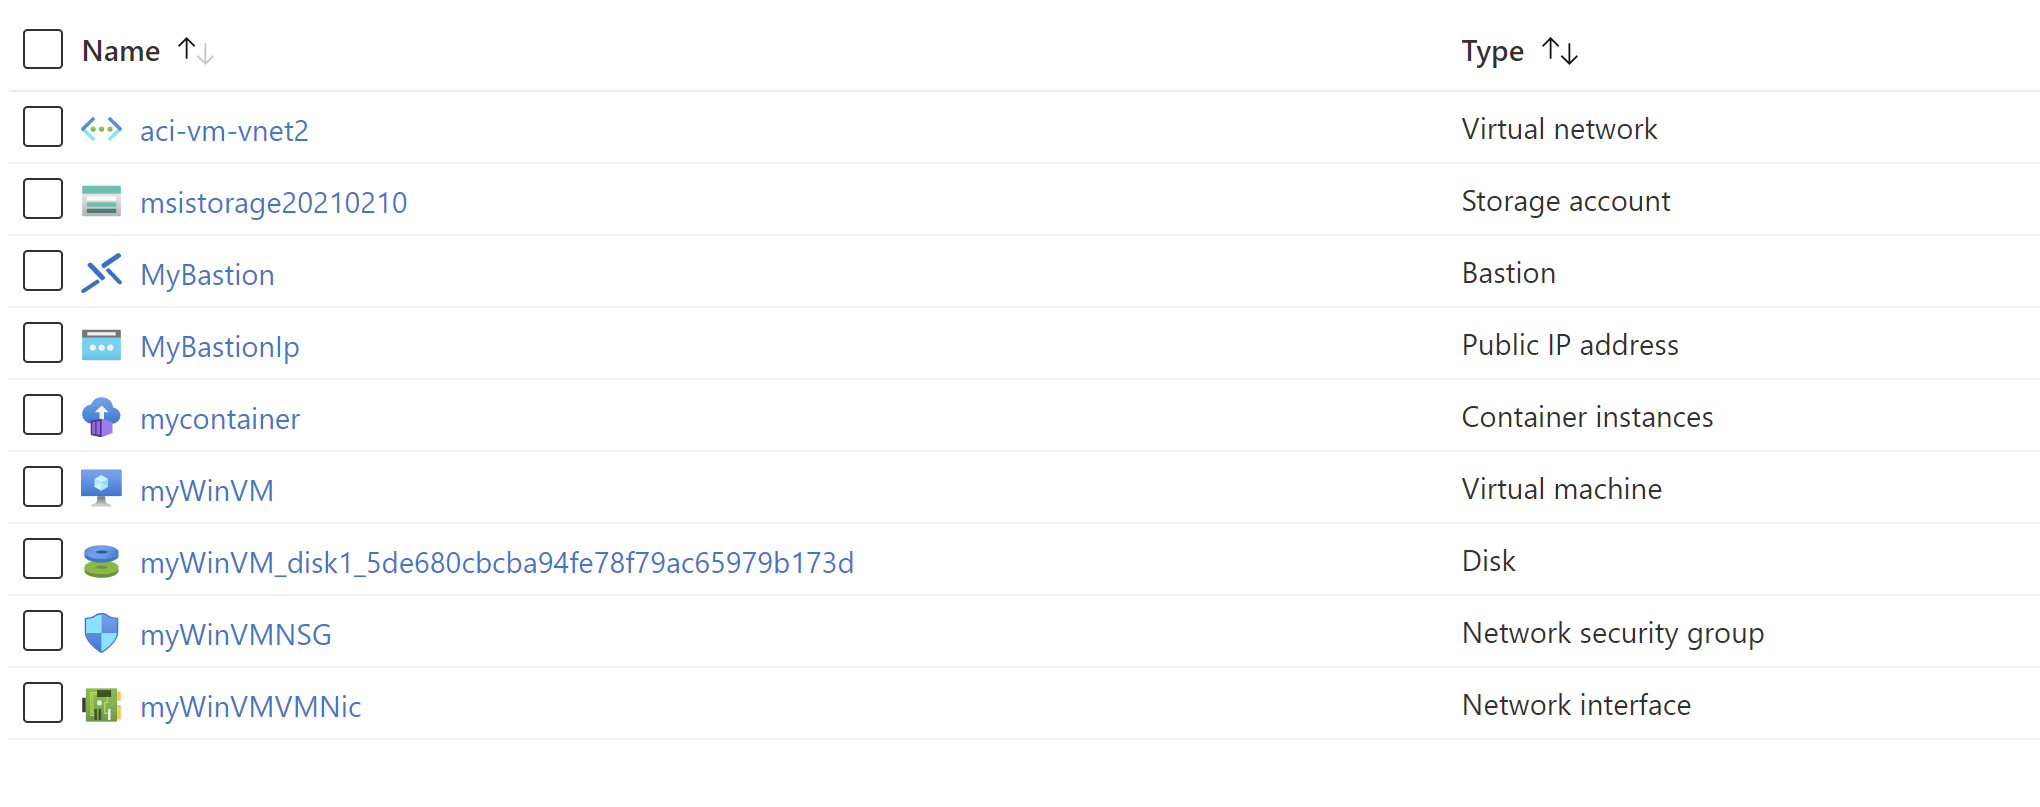 Name Type
aci-vm-vnet2 Virtual network
msistorage20210210 Storage account
MyBastion Bastion
MyBastionIp Public IP address
mycontainer Container instances
myWinVM Virtual machine
myWinVM_disk1_5de680cbcba94fe78f79ac65979b173d Disk
myWinVMNSG Network security group
myWinVMVMNic Network interface